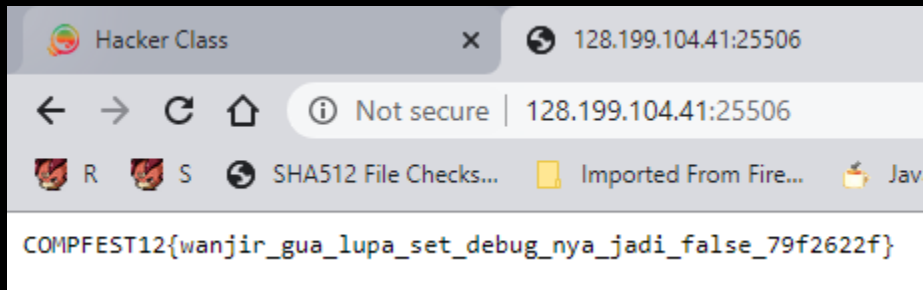 Hacker Class
128.199.104.41:25506
Not secure 128.199.104.41:25506
R S SHA512 File Checks... Imported From Fire... Jav
COMPFEST12{wanjir_gua_lupa_set_debug_nya_jadi_false_79f2622f}